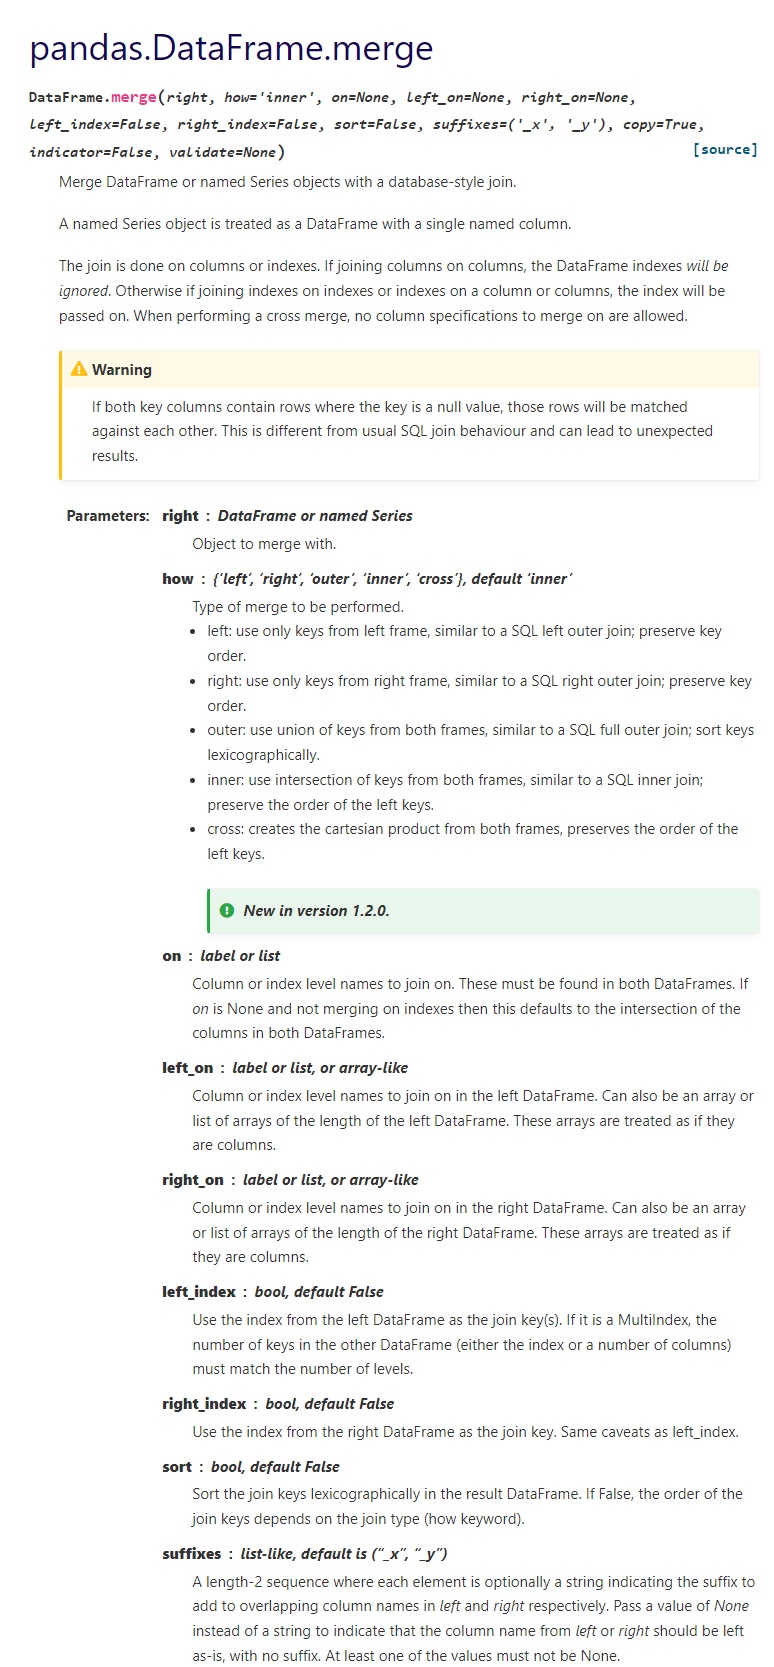 pandas.DataFrame.merge
DataFrame.merge(right, how='inner', on=None, left_on=None, right_on=None,
left_index=False, right_index=False, sort=False, suffixes=('_x', '_y'), copy=True,
indicator=False, validate=None) [source]
Merge DataFrame or named Series objects with a database-style join.
A named Series object is treated as a DataFrame with a single named column.
The join is done on columns or indexes. If joining columns on columns, the DataFrame indexes will be
ignored. Otherwise if joining indexes on indexes or indexes on a column or columns, the index will be
passed on. When performing a cross merge, no column specifications to merge on are allowed.
Warning
If both key columns contain rows where the key is a null value, those rows will be matched
against each other. This is different from usual SQL join behaviour and can lead to unexpected
results.
Parameters: right : DataFrame or named Series
Object to merge with.
how : {‘left’, ‘right’, ‘outer’, ‘inner’, ‘cross’}, default ‘inner’
Type of merge to be performed.
• left: use only keys from left frame, similar to a SQL left outer join; preserve key
order.
• right: use only keys from right frame, similar to a SQL right outer join; preserve key
order.
• outer: use union of keys from both frames, similar to a SQL full outer join; sort keys
lexicographically.
• inner: use intersection of keys from both frames, similar to a SQL inner join;
preserve the order of the left keys.
• cross: creates the cartesian product from both frames, preserves the order of the
left keys.
New in version 1.2.0.
on : label or list
Column or index level names to join on. These must be found in both DataFrames. If
on is None and not merging on indexes then this defaults to the intersection of the
columns in both DataFrames.
left_on : label or list, or array-like
Column or index level names to join on in the left DataFrame. Can also be an array or
list of arrays of the length of the left DataFrame. These arrays are treated as if they
are columns.
right_on : label or list, or array-like
Column or index level names to join on in the right DataFrame. Can also be an array
or list of arrays of the length of the right DataFrame. These arrays are treated as if
they are columns.
left_index : bool, default False
Use the index from the left DataFrame as the join key(s). If it is a MultiIndex, the
number of keys in the other DataFrame (either the index or a number of columns)
must match the number of levels.
right_index : bool, default False
Use the index from the right DataFrame as the join key. Same caveats as left_index.
sort : bool, default False
Sort the join keys lexicographically in the result DataFrame. If False, the order of the
join keys depends on the join type (how keyword).
suffixes : list-like, default is (“_x”, “_y”)
A length-2 sequence where each element is optionally a string indicating the suffix to
add to overlapping column names in left and right respectively. Pass a value of None
instead of a string to indicate that the column name from left or right should be left
as-is, with no suffix. At least one of the values must not be None.